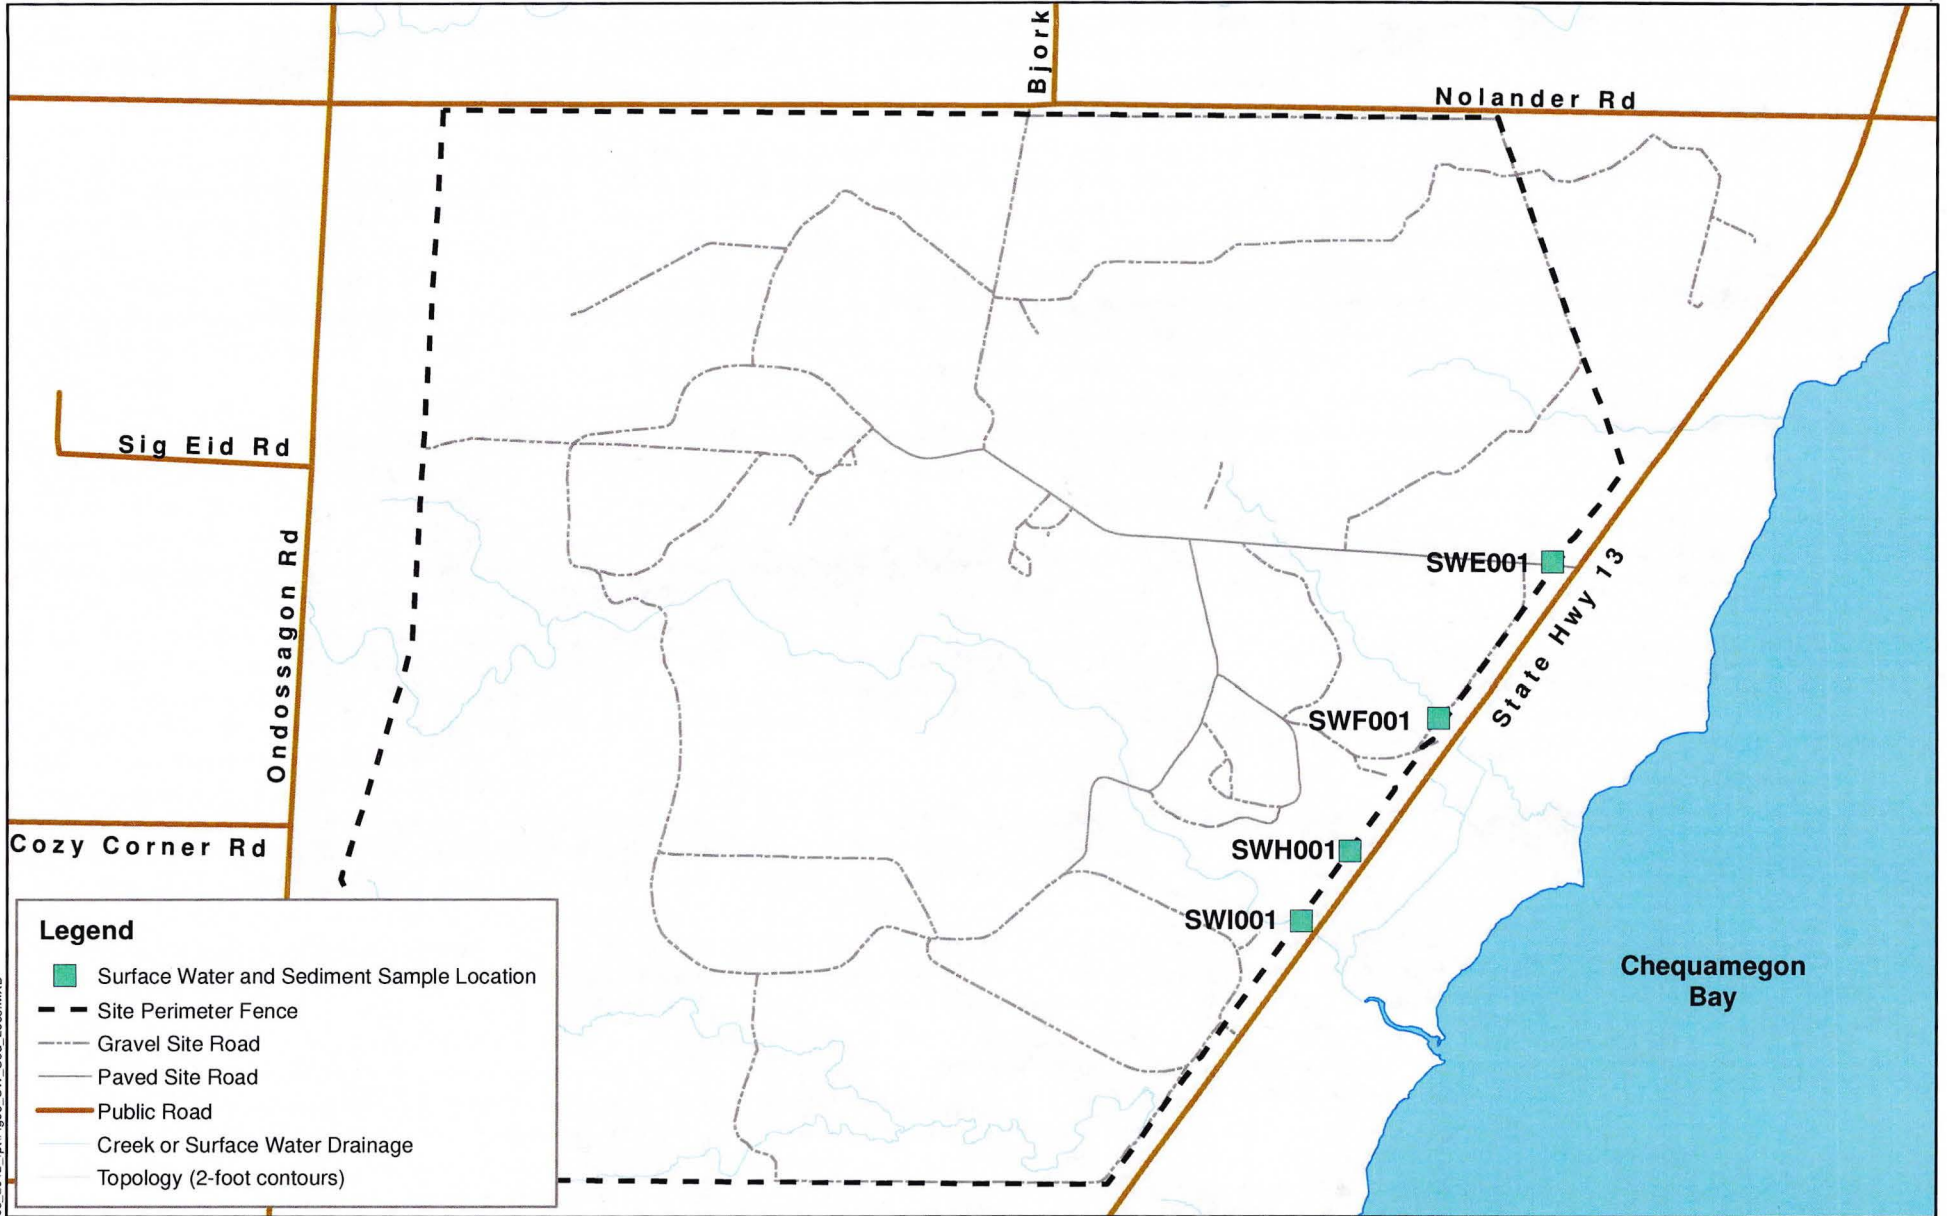 Bjork
Nolander Rd
Sig Eid Rd
Ondossagon Rd
SWE001
State Hwy 13
SWF001
Cozy Corner Rd
SWH001
SWI001
Chequamegon
Bay
Legend
Surface Water and Sediment Sample Location
Site Perimeter Fence
Gravel Site Road
Paved Site Road
Public Road
Creek or Surface Water Drainage
Topology (2-foot contours)